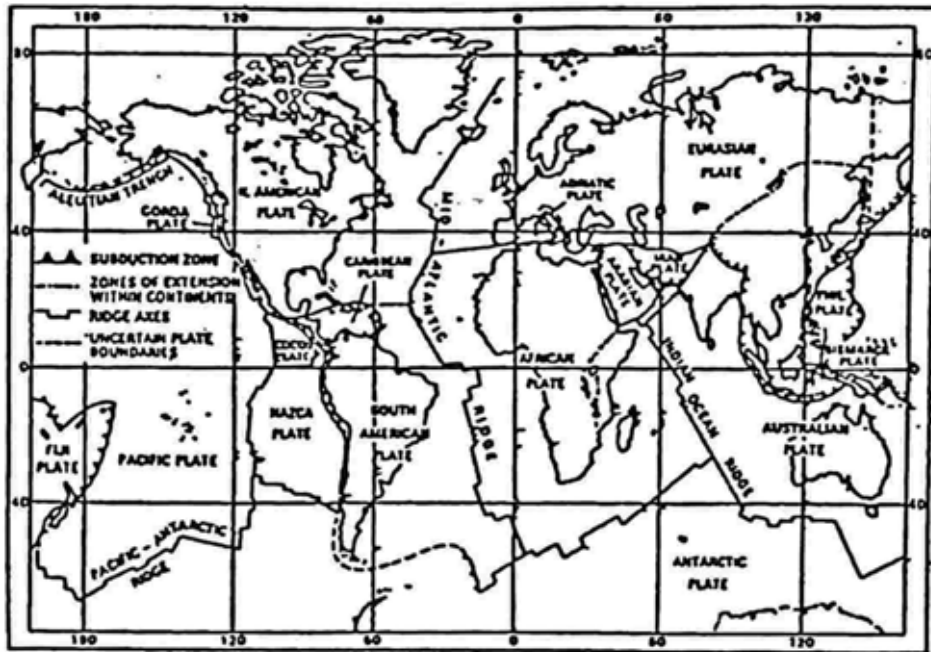 180 120 60 0 60 120
80
ALEUTIAN TRENCH
AMERICAN
PLATE
PLATE
40
EURASIAN
PLATE
ADRIATIC
PLATE
40
MID
ATLANTIC
RIDGE
CARIBBEAN
PLATE
ARABIAN
PLATE
PLATE
SUBDUCTION ZONE
ZONES OF EXTENSION
WITHIN CONTINENTS
RIDGE AXES
UNCERTAIN PLATE
BOUNDARIES
COCOS
PLATE
PHIL
PLATE
BISMARCK
PLATE
0
0
AFRICAN
PLATE
INDIAN
OCEAN
RIDGE
NAZCA
PLATE
SOUTH
AMERICAN
PLATE
FIJI
PLATE
PACIFIC PLATE
AUSTRALIAN
PLATE
40
40
PACIFIC - ANTARCTIC
RIDGE
ANTARCTIC
PLATE
180 120 60 0 60 120